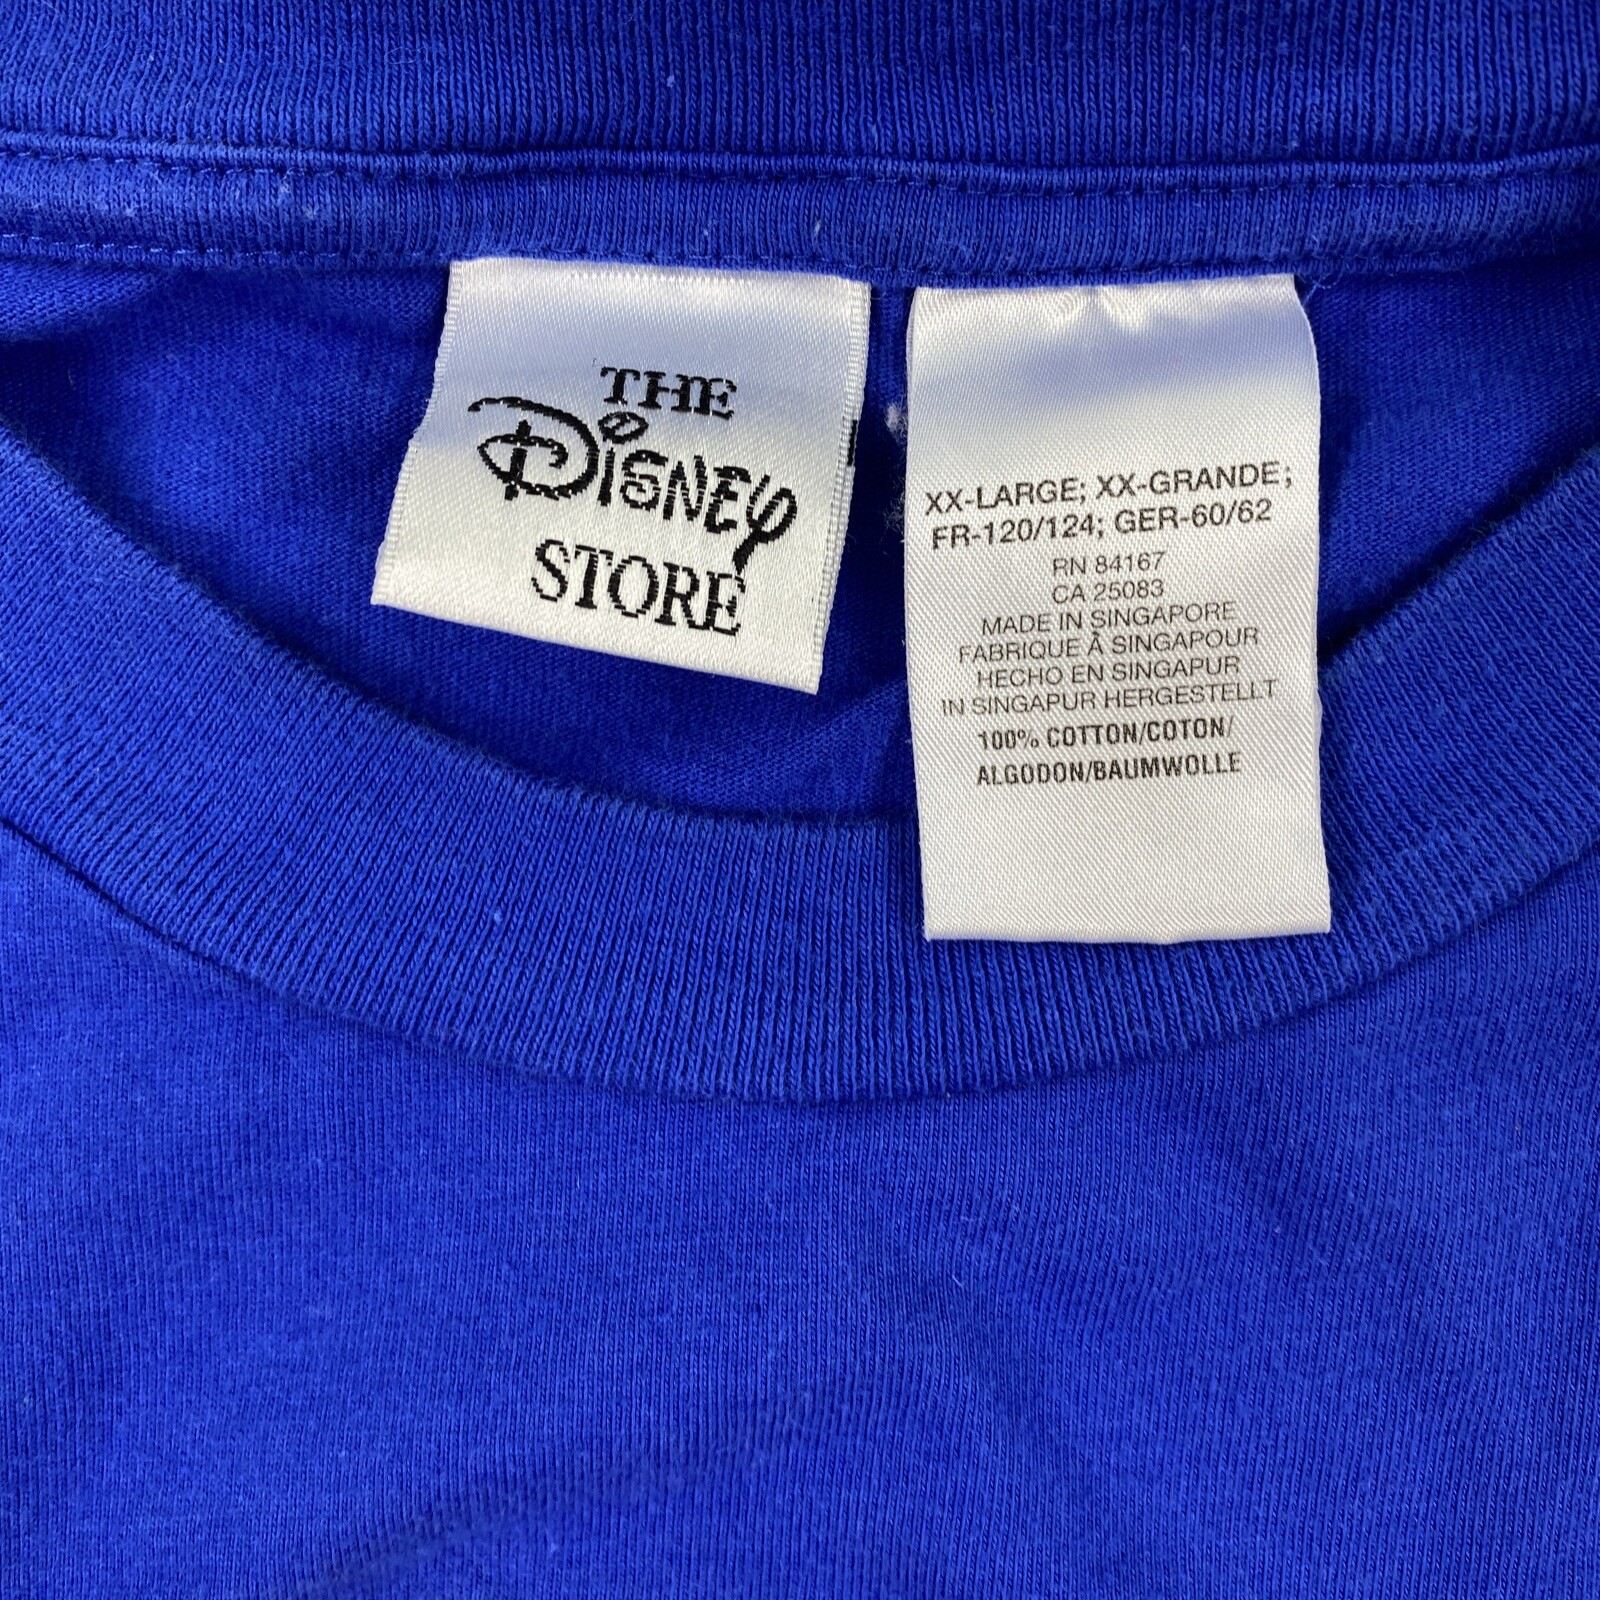 THE
Disney
STORE
XX-LARGE; XX-GRANDE;
FR-120/124; GER-60/62
RN 84167
CA 25083
MADE IN SINGAPORE
FABRIQUE À SINGAPOUR
HECHO EN SINGAPUR
IN SINGAPUR HERGESTELLT
100% COTTON/COTON/
ALGODON/BAUMWOLLE